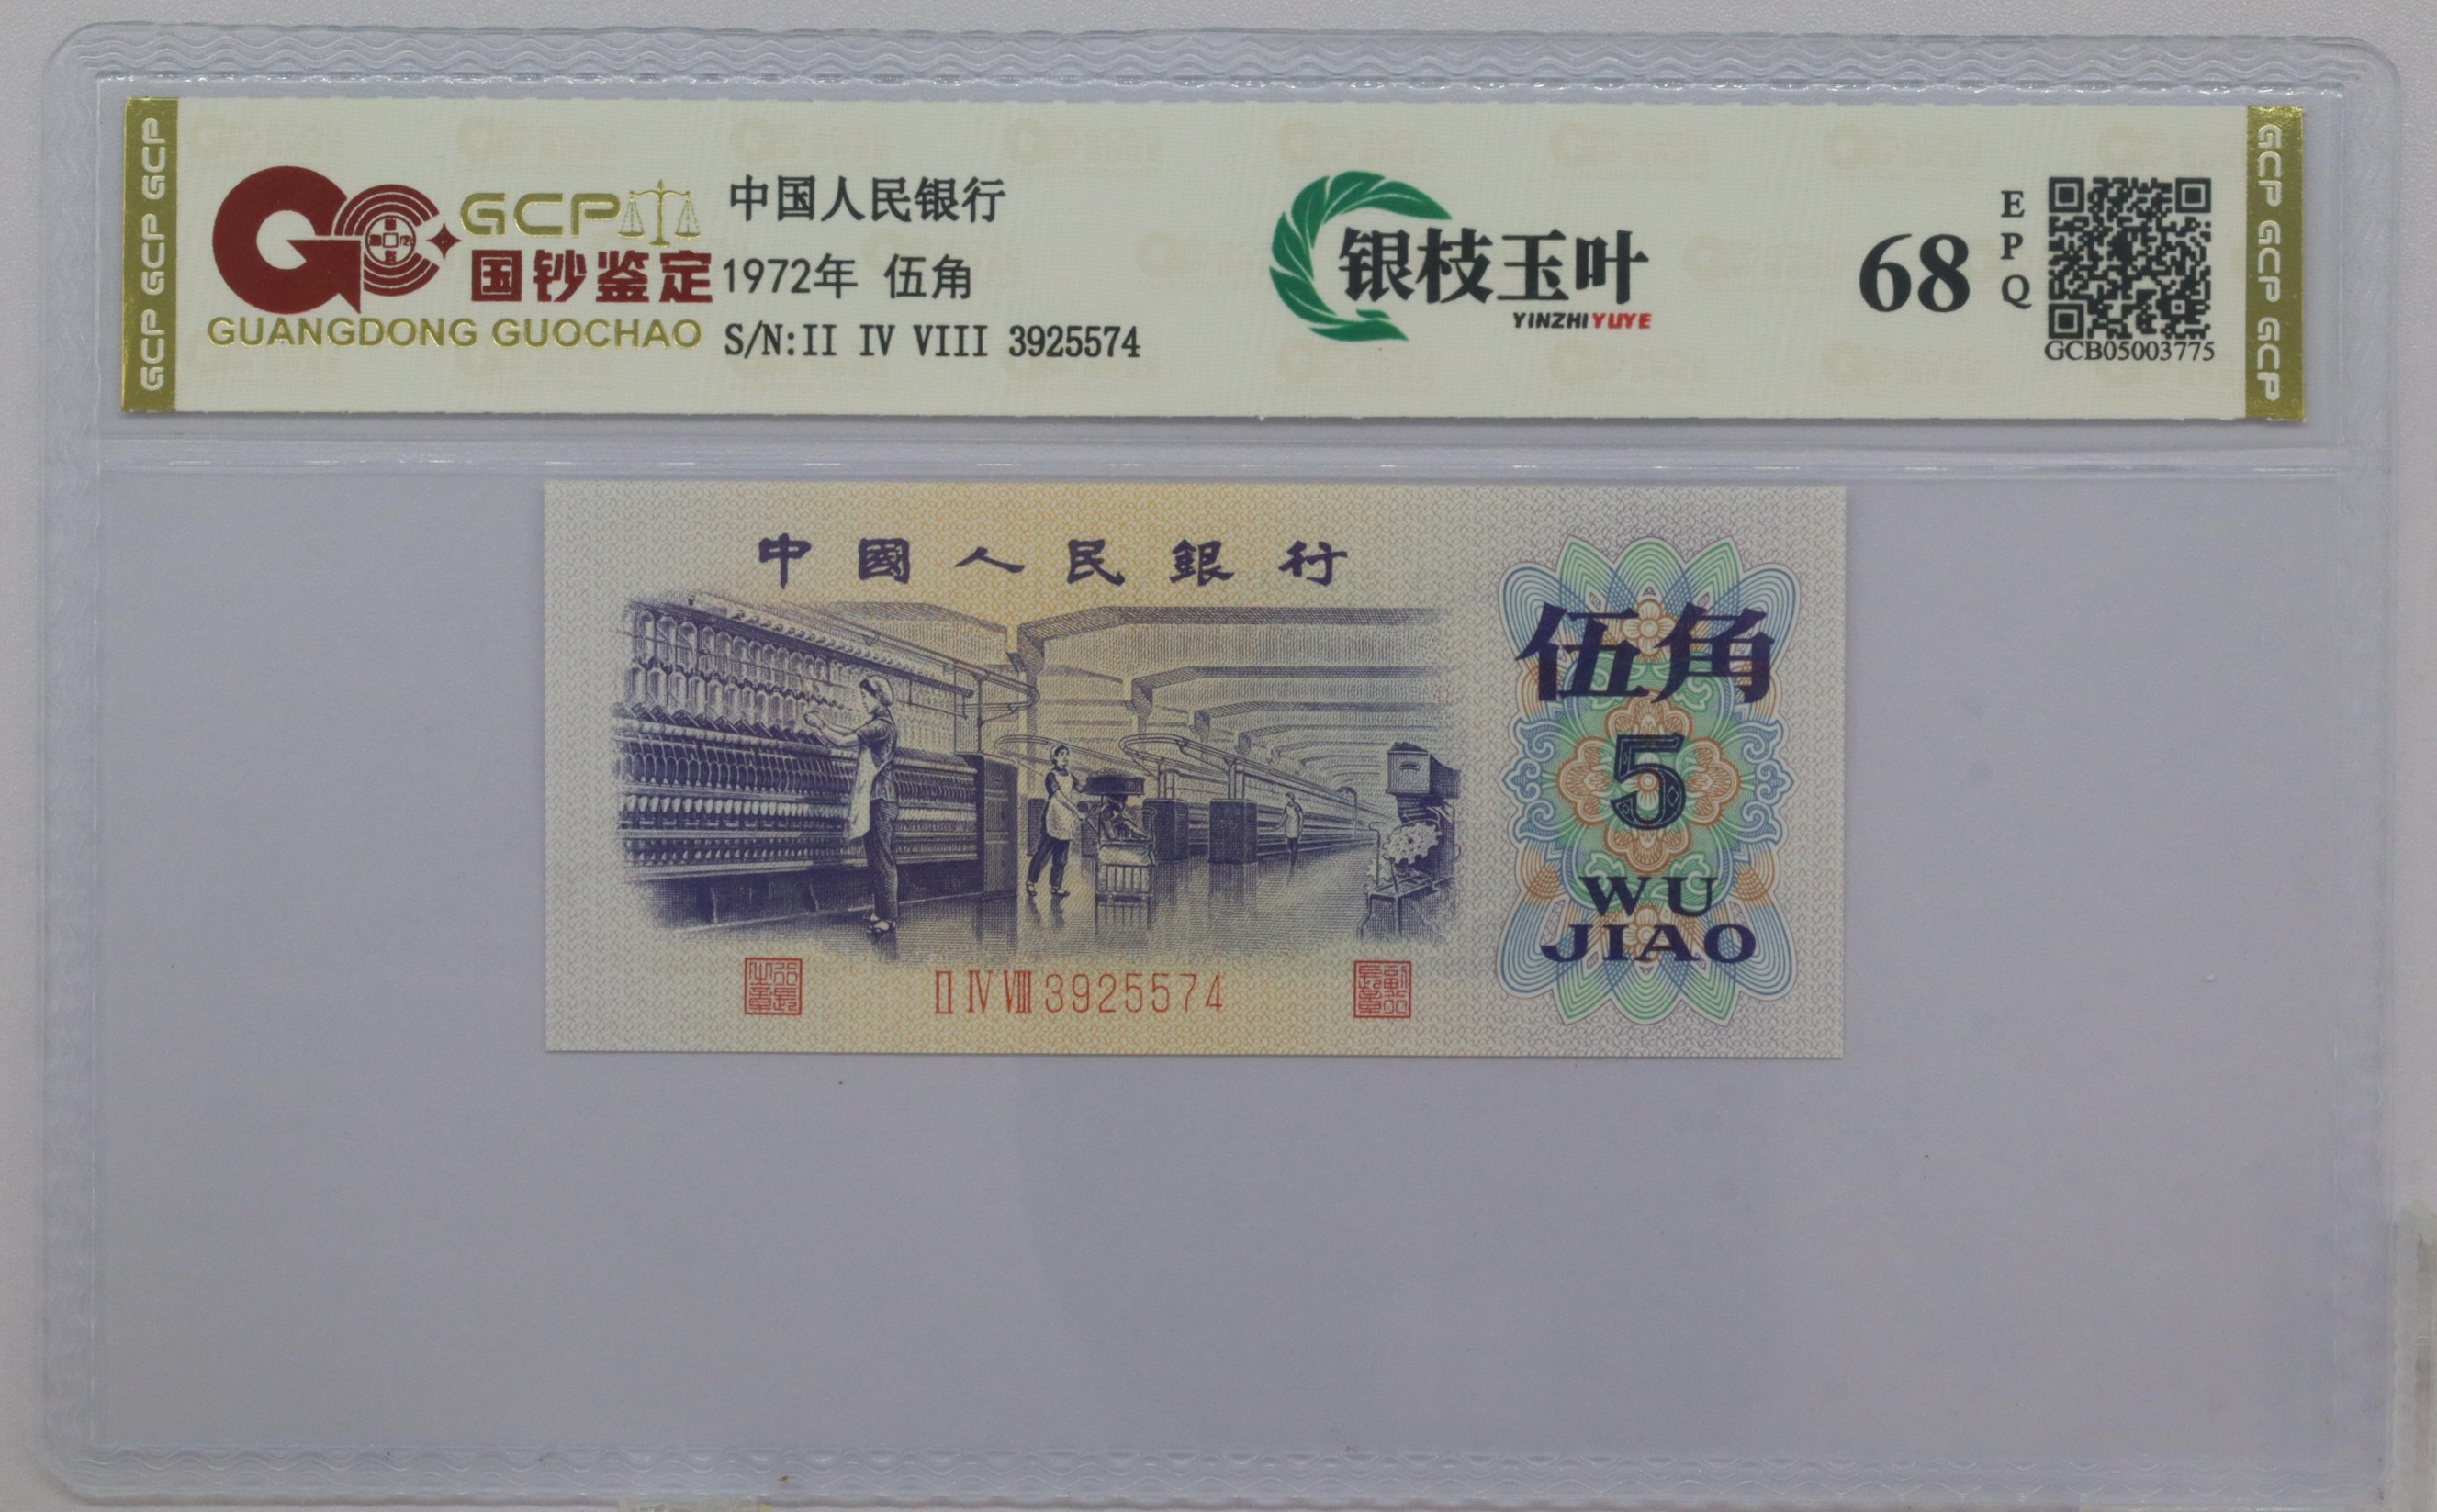 GCP GCP GCP
GCP
国钞鉴定
GUANGDONG GUOCHAO
中国人民银行
1972年 伍角
S/N:II IV VIII 3925574
银枝玉叶
YINZHIYUYE
68
EPQ
GCB05003775
GCP GCP GCP
中國人民銀行
伍角
5
WU
JIAO
II IV VIII 3925574